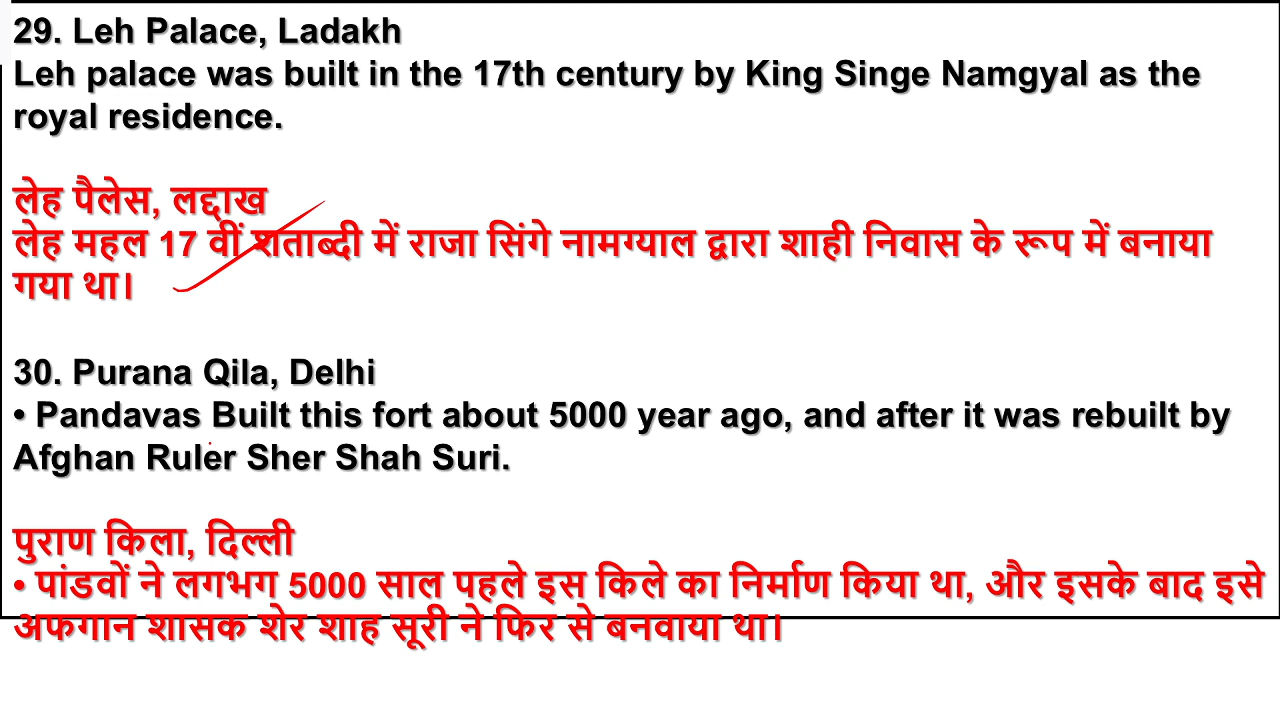 29. Leh Palace, Ladakh
Leh palace was built in the 17th century by King Singe Namgyal as the
royal residence.
लेह पैलेस, लद्दाख
लेह महल 17 वीं शताब्दी में राजा सिंगे नामग्याल द्वारा शाही निवास के रूप में बनाया
गया था।
30. Purana Qila, Delhi
• Pandavas Built this fort about 5000 year ago, and after it was rebuilt by
Afghan Ruler Sher Shah Suri.
पुराण किला, दिल्ली
• पांडवों ने लगभग 5000 साल पहले इस किले का निर्माण किया था, और इसके बाद इसे
अफगान शासक शेर शाह सूरी ने फिर से बनवाया था।